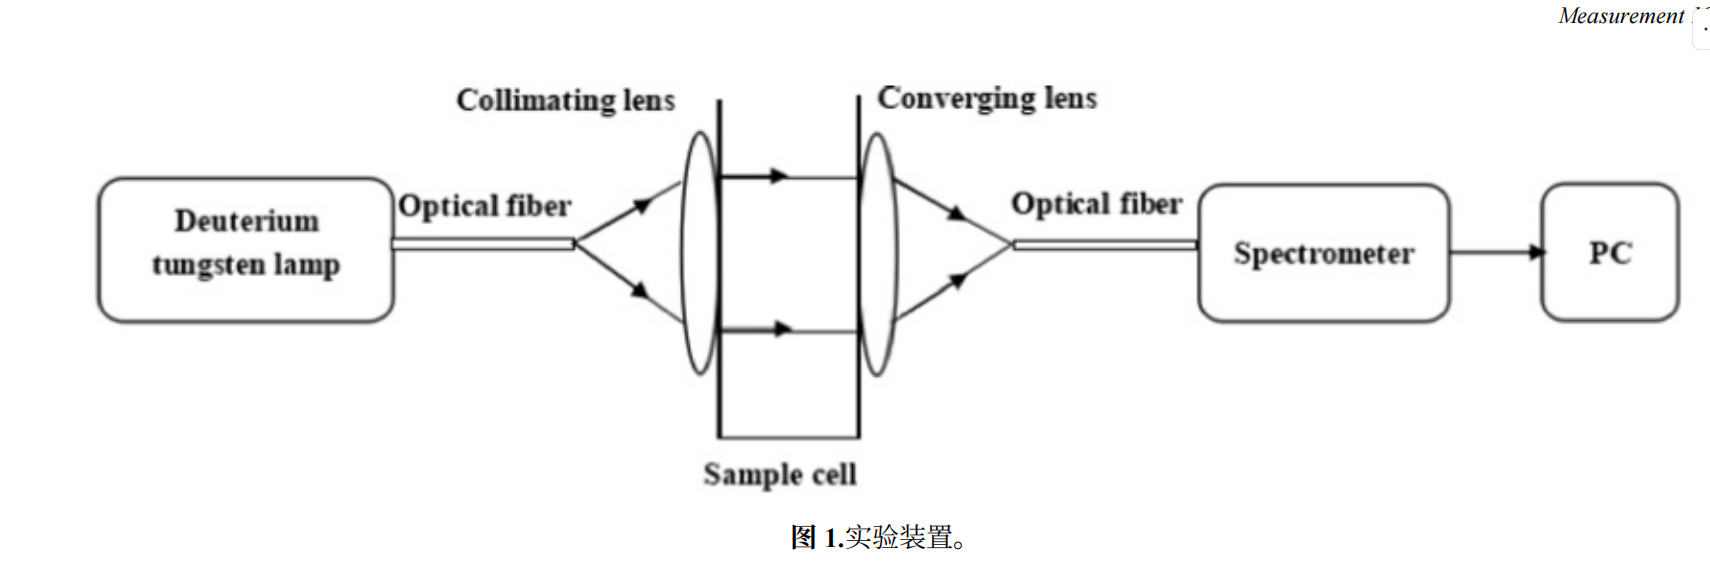 Measurement
Collimating lens
Converging lens
Deuterium
tungsten lamp
Optical fiber
Optical fiber
Spectrometer
PC
Sample cell
图 1.实验装置。